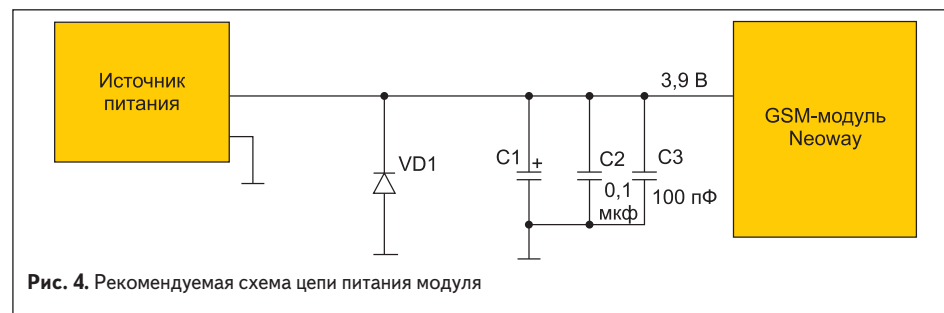 Источник
питания
3,9 В
GSM-модуль
Neoway
VD1
C1
+
C2
0,1
мкф
C3
100 пФ
Рис. 4. Рекомендуемая схема цепи питания модуля